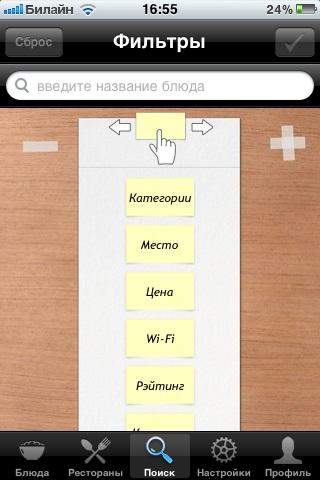 Билайн 16:55 24%
Сброс Фильтры
введите название блюда
Категории
Место
Цена
Wi-Fi
Рэйтинг
Блюда Рестораны Поиск Настройки Профиль